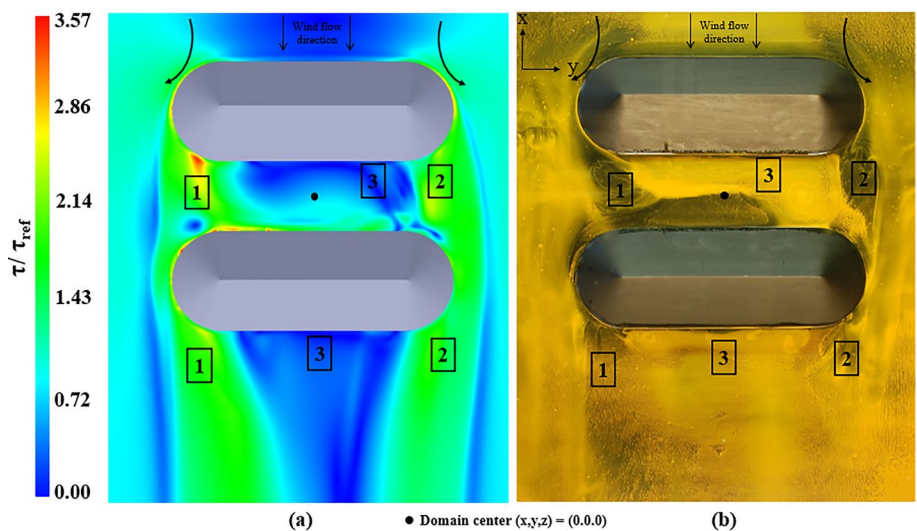 3.57
2.86
2.14
1.43
0.72
0.00
τ/ τref
Wind flow
direction
1
2
3
1
2
3
(a)
x
y
Wind flow
direction
1
2
3
1
2
3
(b)
● Domain center (x,y,z) = (0.0.0)